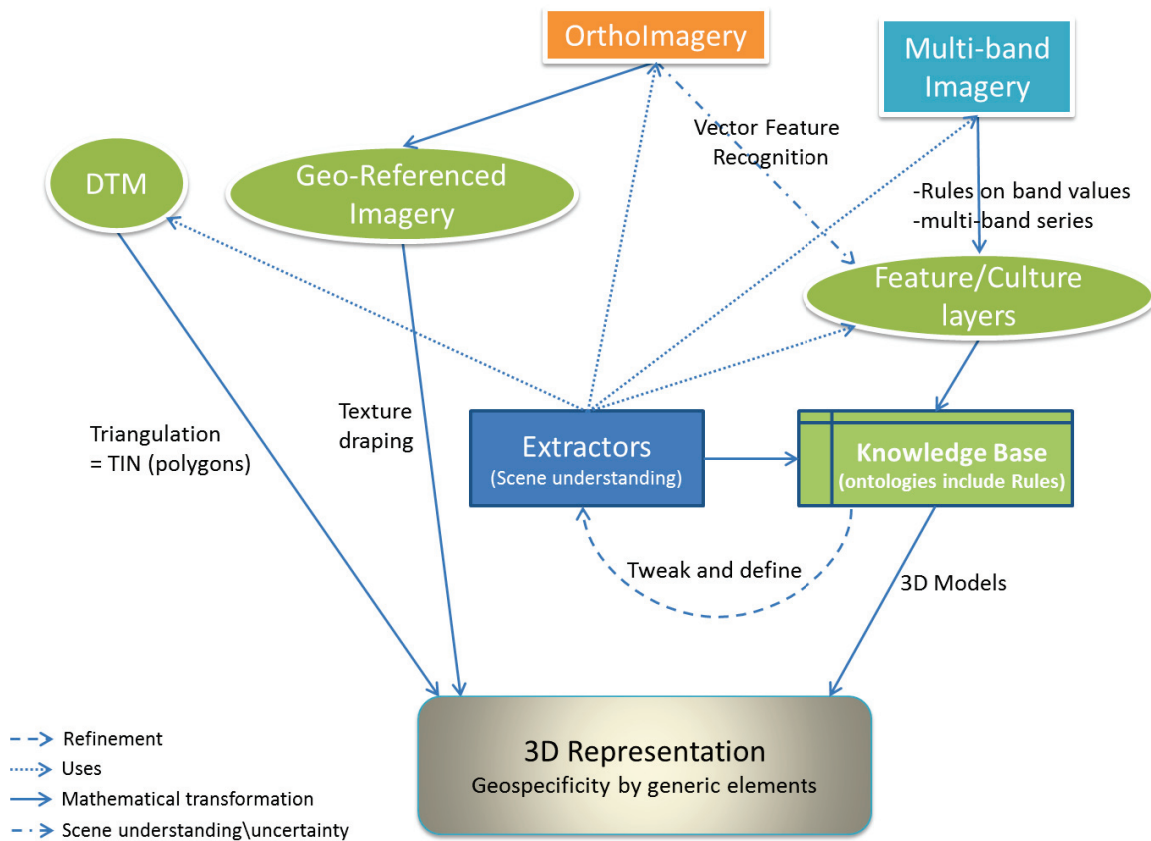 OrthoImagery
Multi-band
Imagery
Vector Feature
Recognition
DTM
Geo-Referenced
Imagery
-Rules on band values
-multi-band series
Feature/Culture
layers
Triangulation
= TIN (polygons)
Texture
draping
Extractors
(Scene understanding)
Knowledge Base
(ontologies include Rules)
Tweak and define
3D Models
3D Representation
Geospecificity by generic elements
Refinement
Uses
Mathematical transformation
Scene understanding\uncertainty